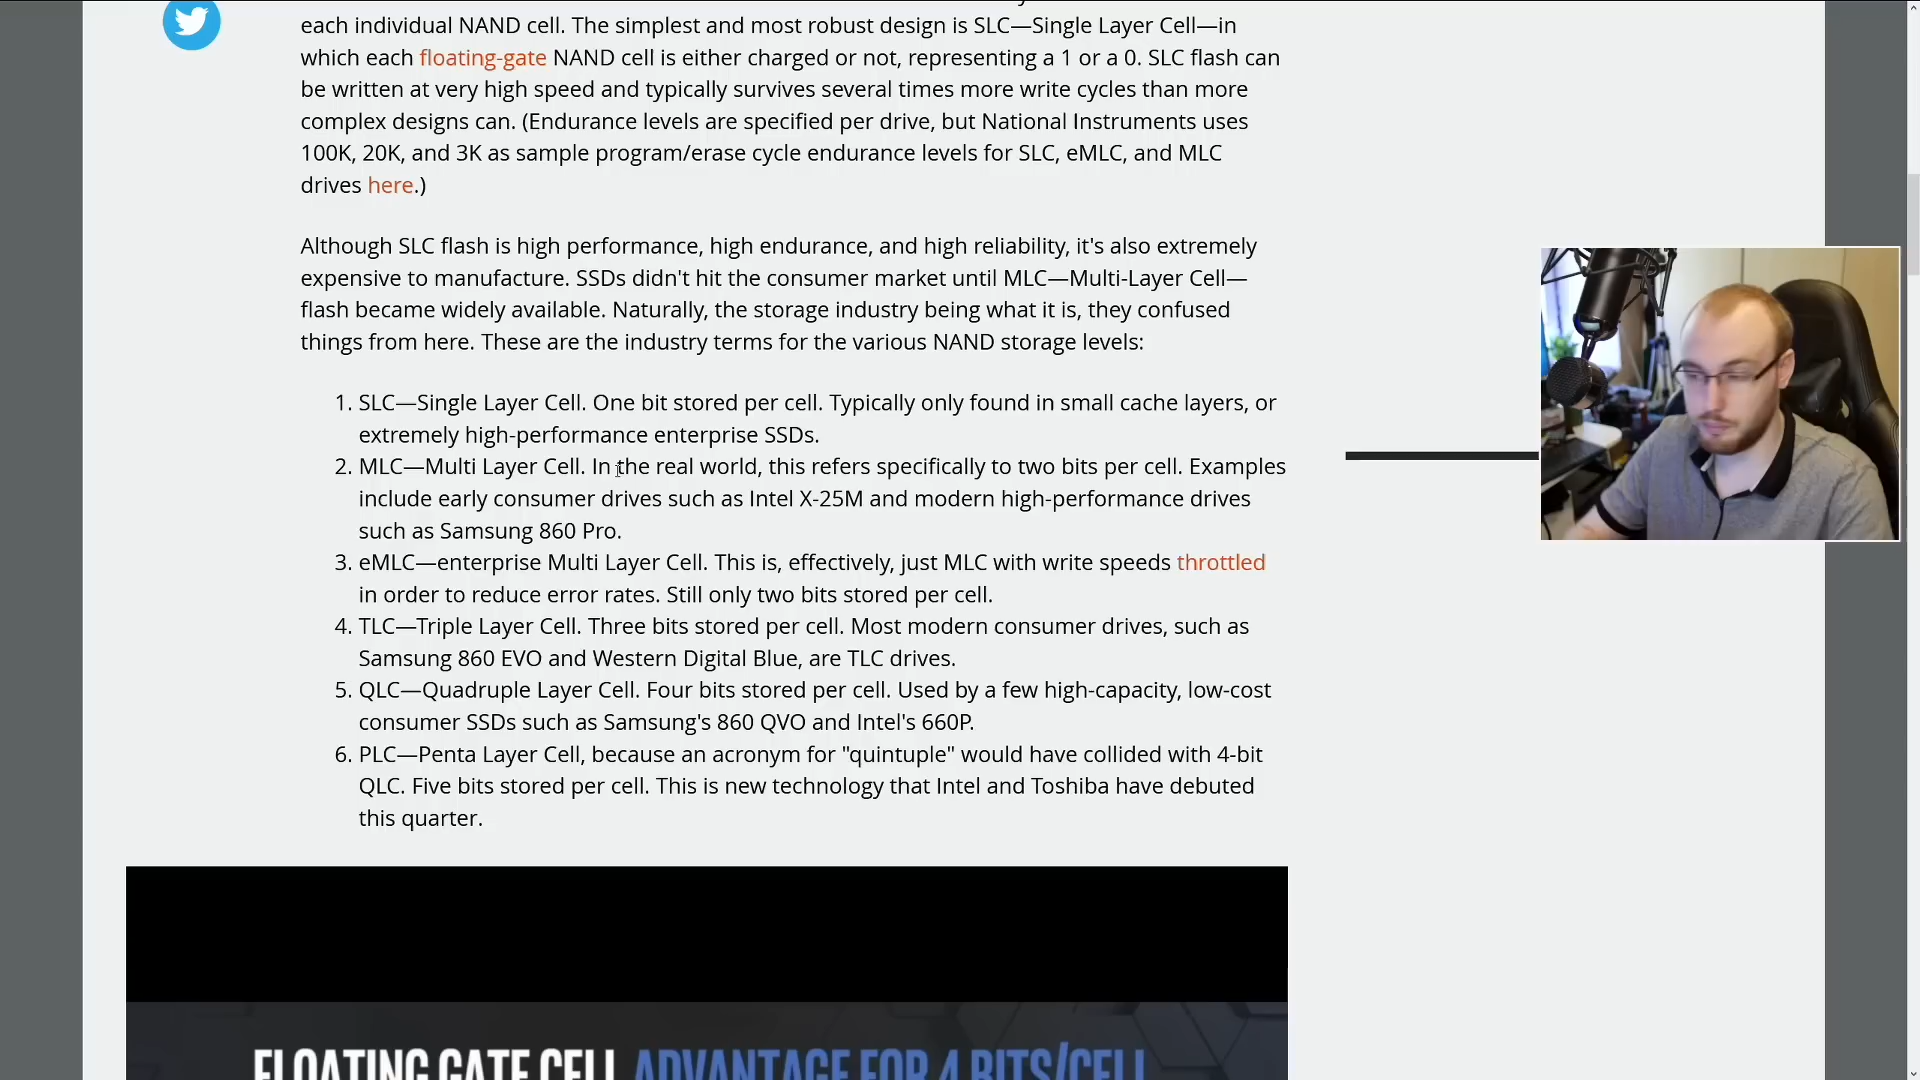 each individual NAND cell. The simplest and most robust design is SLC—Single Layer Cell—in
which each floating-gate NAND cell is either charged or not, representing a 1 or a 0. SLC flash can
be written at very high speed and typically survives several times more write cycles than more
complex designs can. (Endurance levels are specified per drive, but National Instruments uses
100K, 20K, and 3K as sample program/erase cycle endurance levels for SLC, eMLC, and MLC
drives here.)
Although SLC flash is high performance, high endurance, and high reliability, it's also extremely
expensive to manufacture. SSDs didn't hit the consumer market until MLC—Multi-Layer Cell—
flash became widely available. Naturally, the storage industry being what it is, they confused
things from here. These are the industry terms for the various NAND storage levels:
1. SLC—Single Layer Cell. One bit stored per cell. Typically only found in small cache layers, or
extremely high-performance enterprise SSDs.
2. MLC—Multi Layer Cell. In the real world, this refers specifically to two bits per cell. Examples
include early consumer drives such as Intel X-25M and modern high-performance drives
such as Samsung 860 Pro.
3. eMLC—enterprise Multi Layer Cell. This is, effectively, just MLC with write speeds throttled
in order to reduce error rates. Still only two bits stored per cell.
4. TLC—Triple Layer Cell. Three bits stored per cell. Most modern consumer drives, such as
Samsung 860 EVO and Western Digital Blue, are TLC drives.
5. QLC—Quadruple Layer Cell. Four bits stored per cell. Used by a few high-capacity, low-cost
consumer SSDs such as Samsung's 860 QVO and Intel's 660P.
6. PLC—Penta Layer Cell, because an acronym for "quintuple" would have collided with 4-bit
QLC. Five bits stored per cell. This is new technology that Intel and Toshiba have debuted
this quarter.
FLOATING GATE CELL ADVANTAGE FOR 4 BITS/CELL